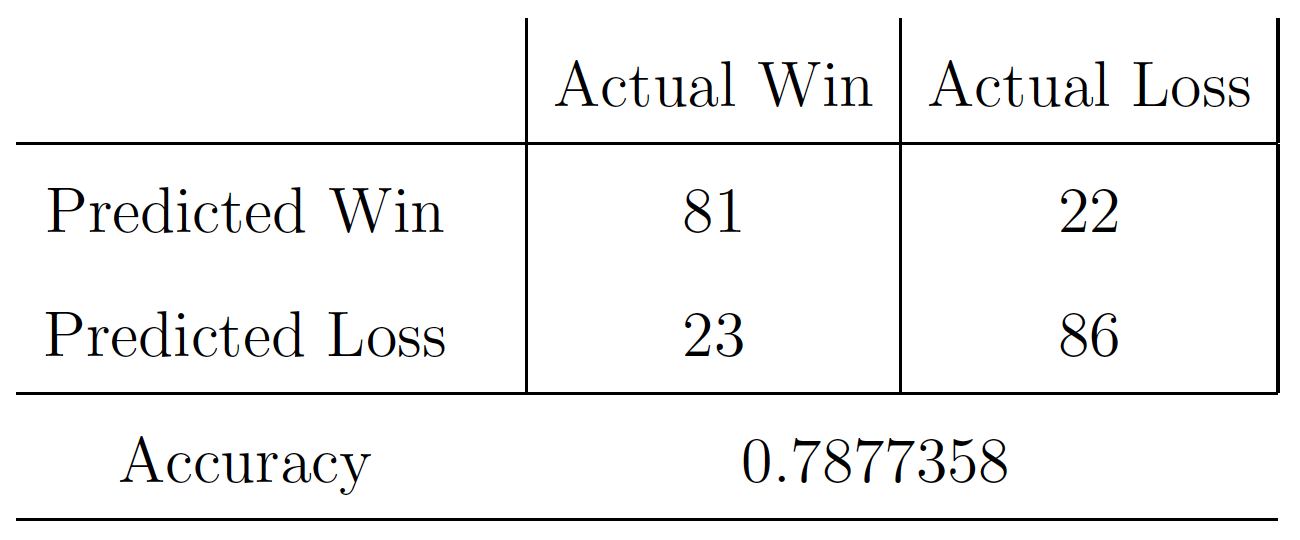 Actual Win Actual Loss
Predicted Win 81 22
Predicted Loss 23 86
Accuracy 0.7877358